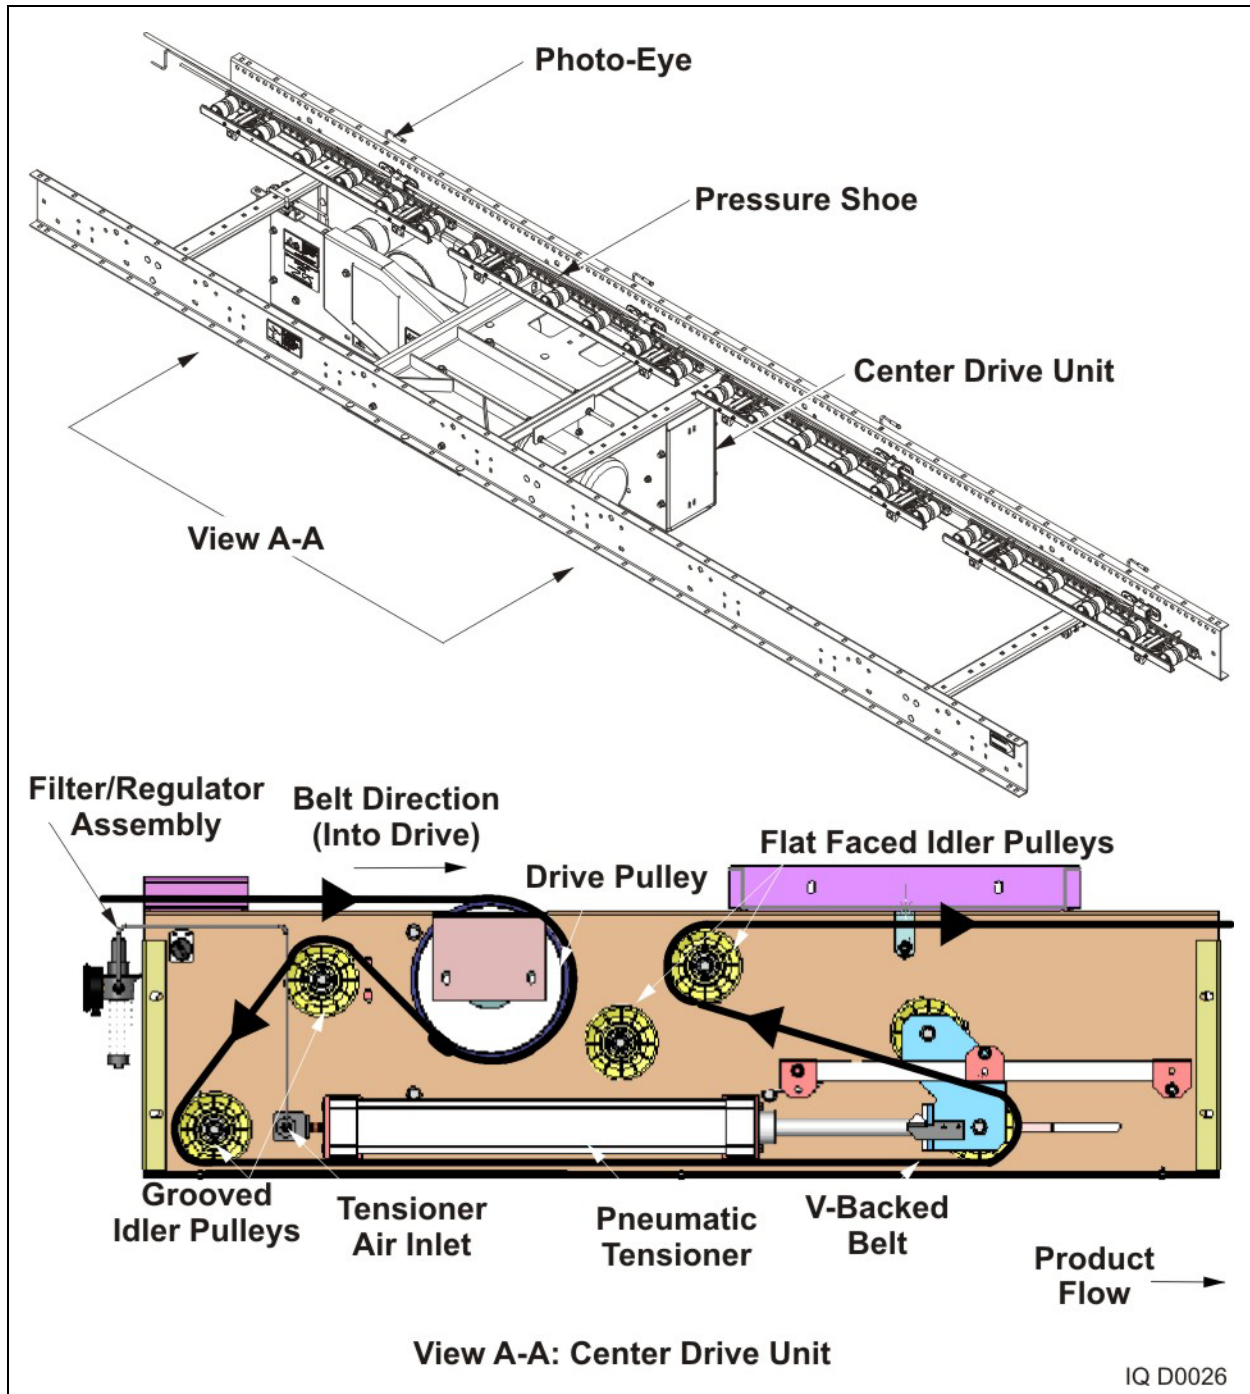 Photo-Eye
Pressure Shoe
Center Drive Unit
View A-A
Filter/Regulator
Assembly
Belt Direction
(Into Drive)
Flat Faced Idler Pulleys
Drive Pulley
Grooved
Idler Pulleys
Tensioner
Air Inlet
Pneumatic
Tensioner
V-Backed
Belt
Product
Flow
View A-A: Center Drive Unit
IQ D0026